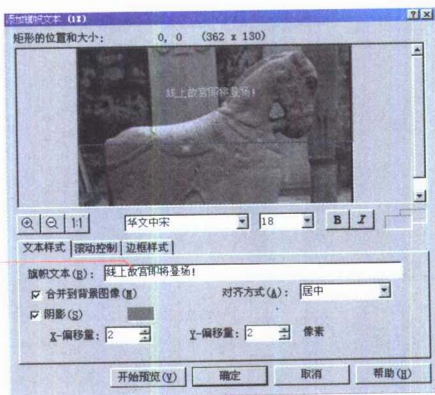 添加旗帜文本 (1X)
矩形的位置和大小： 0, 0 (362 x 130)
线上故宫即将登场！
1:1 华文中宋 18 B I
文本样式 滚动控制 边框样式
旗帜文本(B)： 线上故宫即将登场！
合并到背景图像(M) 对齐方式(A)： 居中
阴影(S)
X-偏移量： 2 Y-偏移量： 2 像素
开始预览(V) 确定 取消 帮助(H)